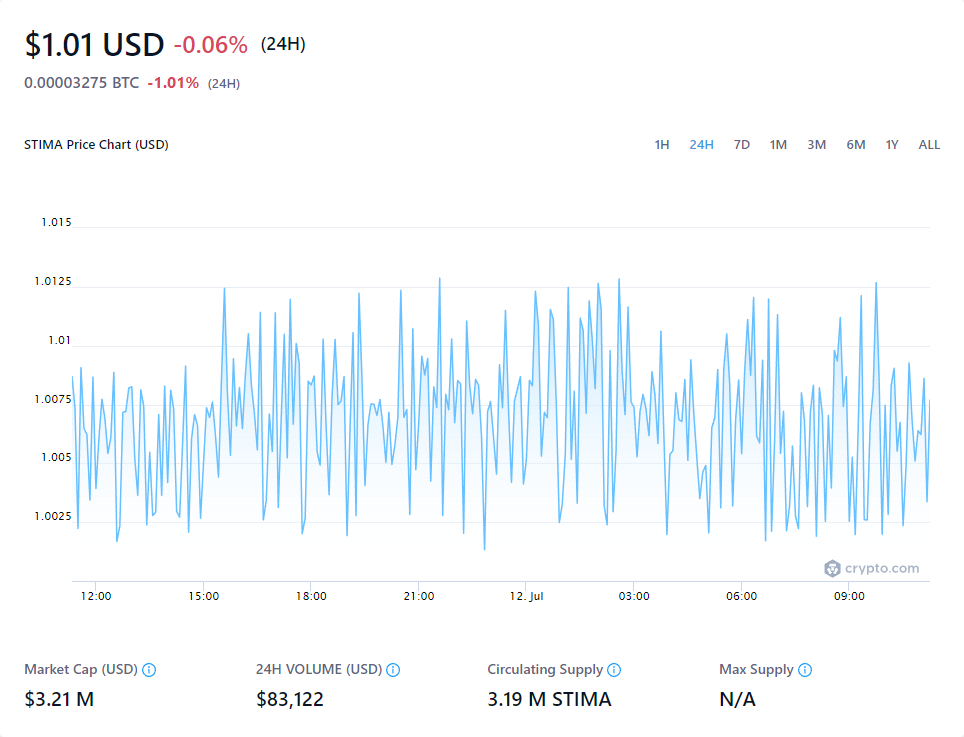 $1.01 USD -0.06% (24H)
0.00003275 BTC -1.01% (24H)
STIMA Price Chart (USD) 1H 24H 7D 1M 3M 6M 1Y ALL
1.015
1.0125
1.01
1.0075
1.005
1.0025
crypto.com
12:00 15:00 18:00 21:00 12. Jul 03:00 06:00 09:00
Market Cap (USD) 24H VOLUME (USD) Circulating Supply Max Supply
$3.21 M $83,122 3.19 M STIMA N/A